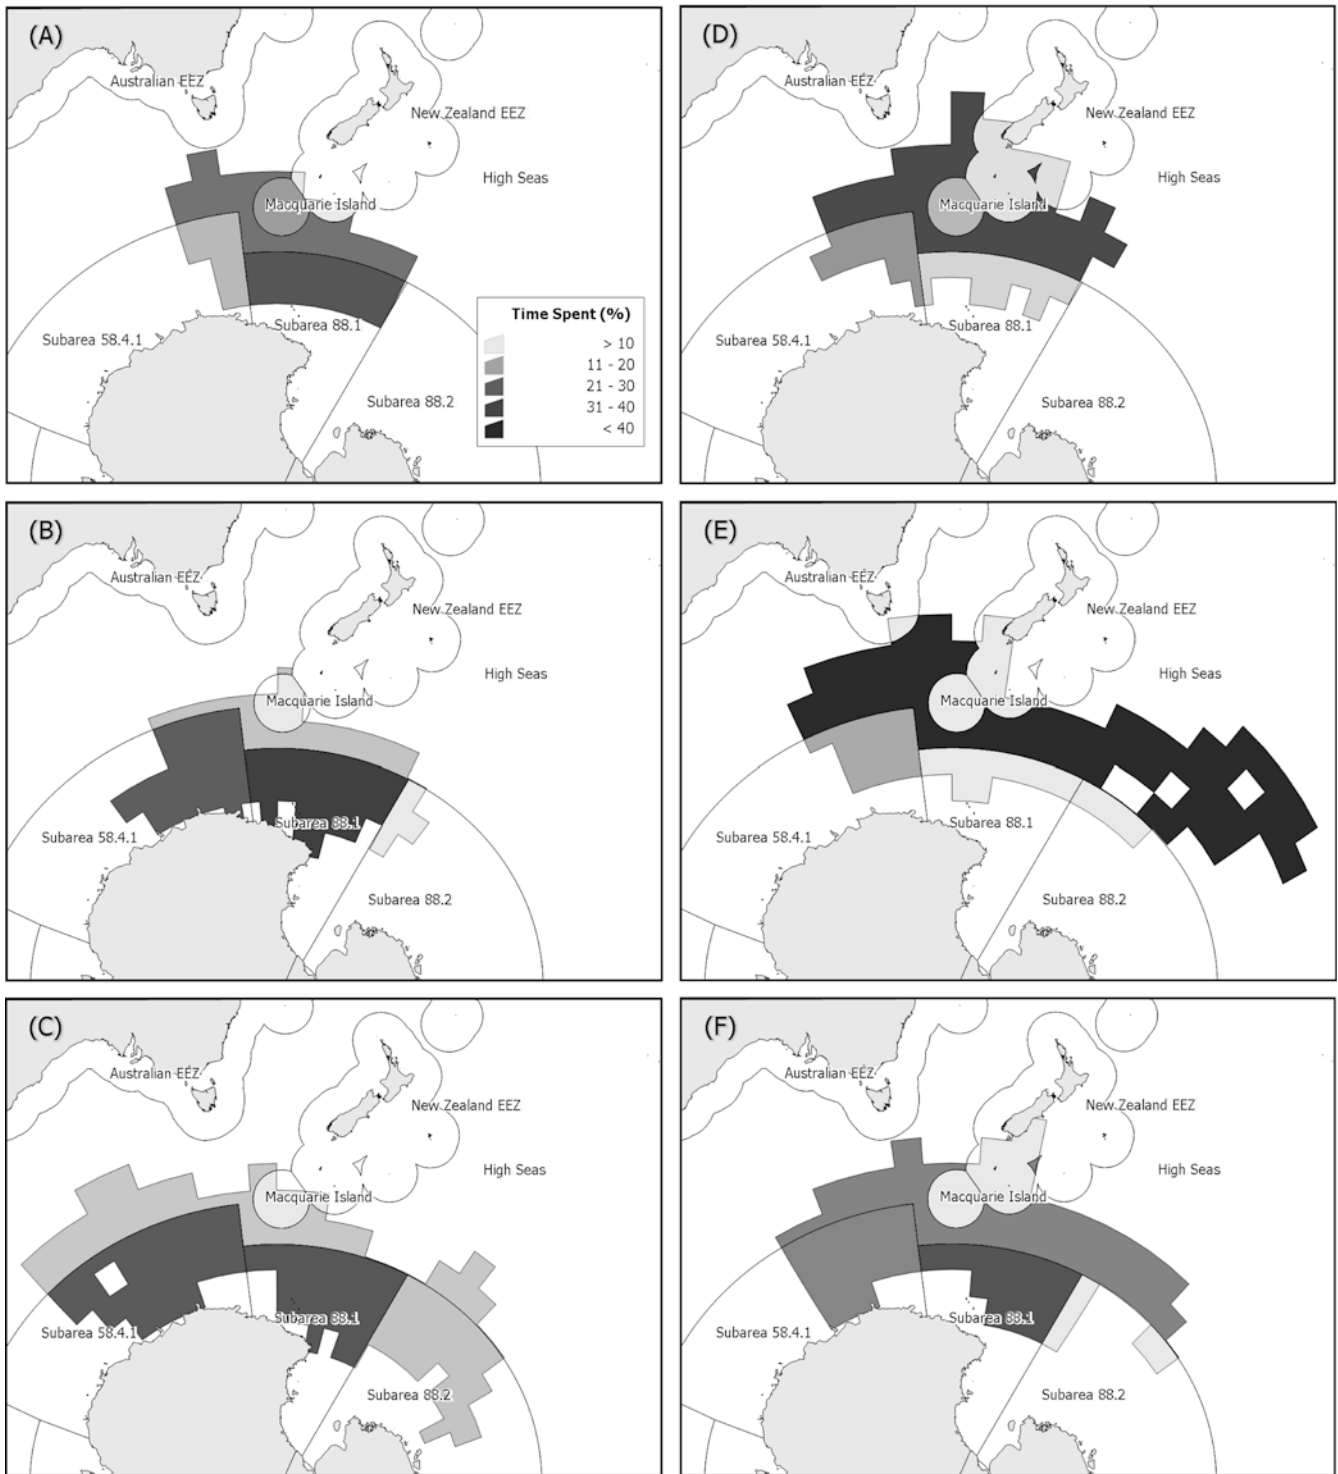 (A)
Australian EEZ
New Zealand EEZ
High Seas
Macquarie Island
Subarea 58.4.1
Subarea 88.1
Subarea 88.2
Time Spent (%)
> 10
11 - 20
21 - 30
31 - 40
< 40
(D)
Australian EEZ
New Zealand EEZ
High Seas
Macquarie Island
Subarea 58.4.1
Subarea 88.1
Subarea 88.2
(B)
Australian EEZ
New Zealand EEZ
High Seas
Macquarie Island
Subarea 58.4.1
Subarea 88.1
Subarea 88.2
(E)
Australian EEZ
New Zealand EEZ
High Seas
Macquarie Island
Subarea 58.4.1
Subarea 88.1
Subarea 88.2
(C)
Australian EEZ
New Zealand EEZ
High Seas
Macquarie Island
Subarea 58.4.1
Subarea 88.1
Subarea 88.2
(F)
Australian EEZ
New Zealand EEZ
High Seas
Macquarie Island
Subarea 58.4.1
Subarea 88.1
Subarea 88.2